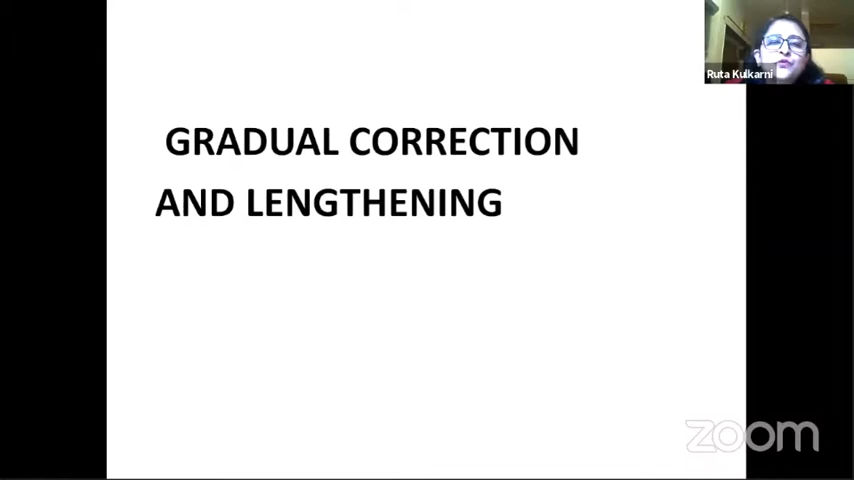 Ruta Kulkarni
GRADUAL CORRECTION
AND LENGTHENING
zoom